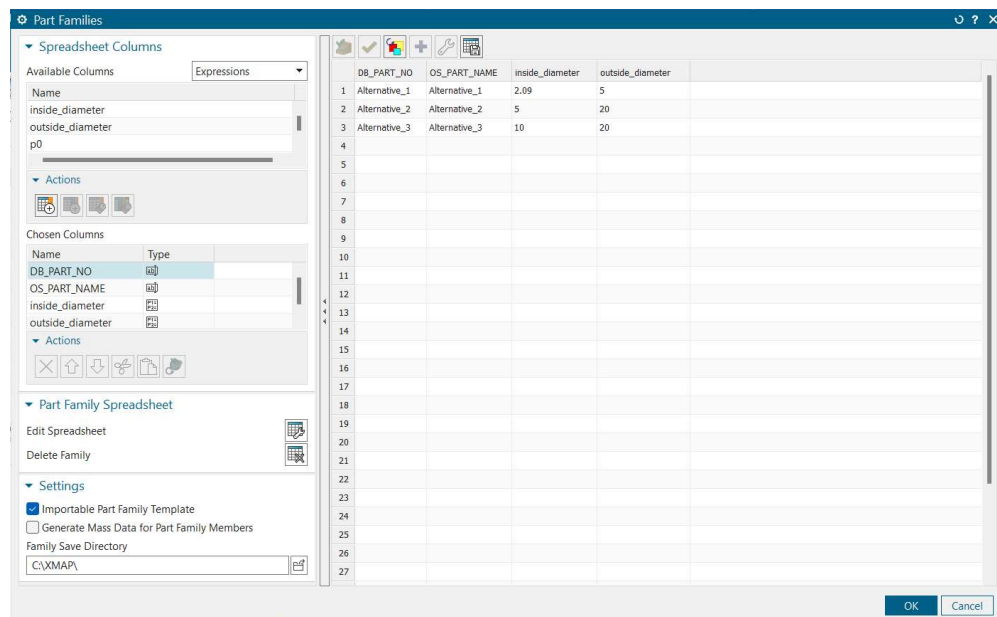 Part Families
Spreadsheet Columns
Available Columns Expressions
Name
inside_diameter
outside_diameter
p0
Actions
Chosen Columns
Name Type
DB_PART_NO
OS_PART_NAME
inside_diameter
outside_diameter
Actions
Part Family Spreadsheet
Edit Spreadsheet
Delete Family
Settings
Importable Part Family Template
Generate Mass Data for Part Family Members
Family Save Directory
C:\XMAP\
DB_PART_NO OS_PART_NAME inside_diameter outside_diameter
1 Alternative_1 Alternative_1 2.09 5
2 Alternative_2 Alternative_2 5 20
3 Alternative_3 Alternative_3 10 20
4
5
6
7
8
9
10
11
12
13
14
15
16
17
18
19
20
21
22
23
24
25
26
27
OK Cancel